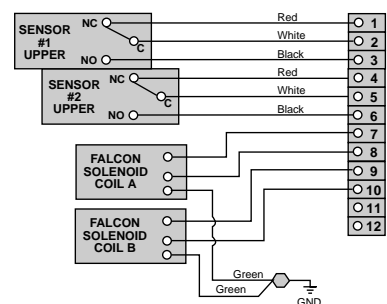 SENSOR
#1
UPPER
NC
C
NO
Red
White
Black
SENSOR
#2
UPPER
NC
C
NO
Red
White
Black
FALCON
SOLENOID
COIL A
FALCON
SOLENOID
COIL B
Green
Green
GND
1
2
3
4
5
6
7
8
9
10
11
12